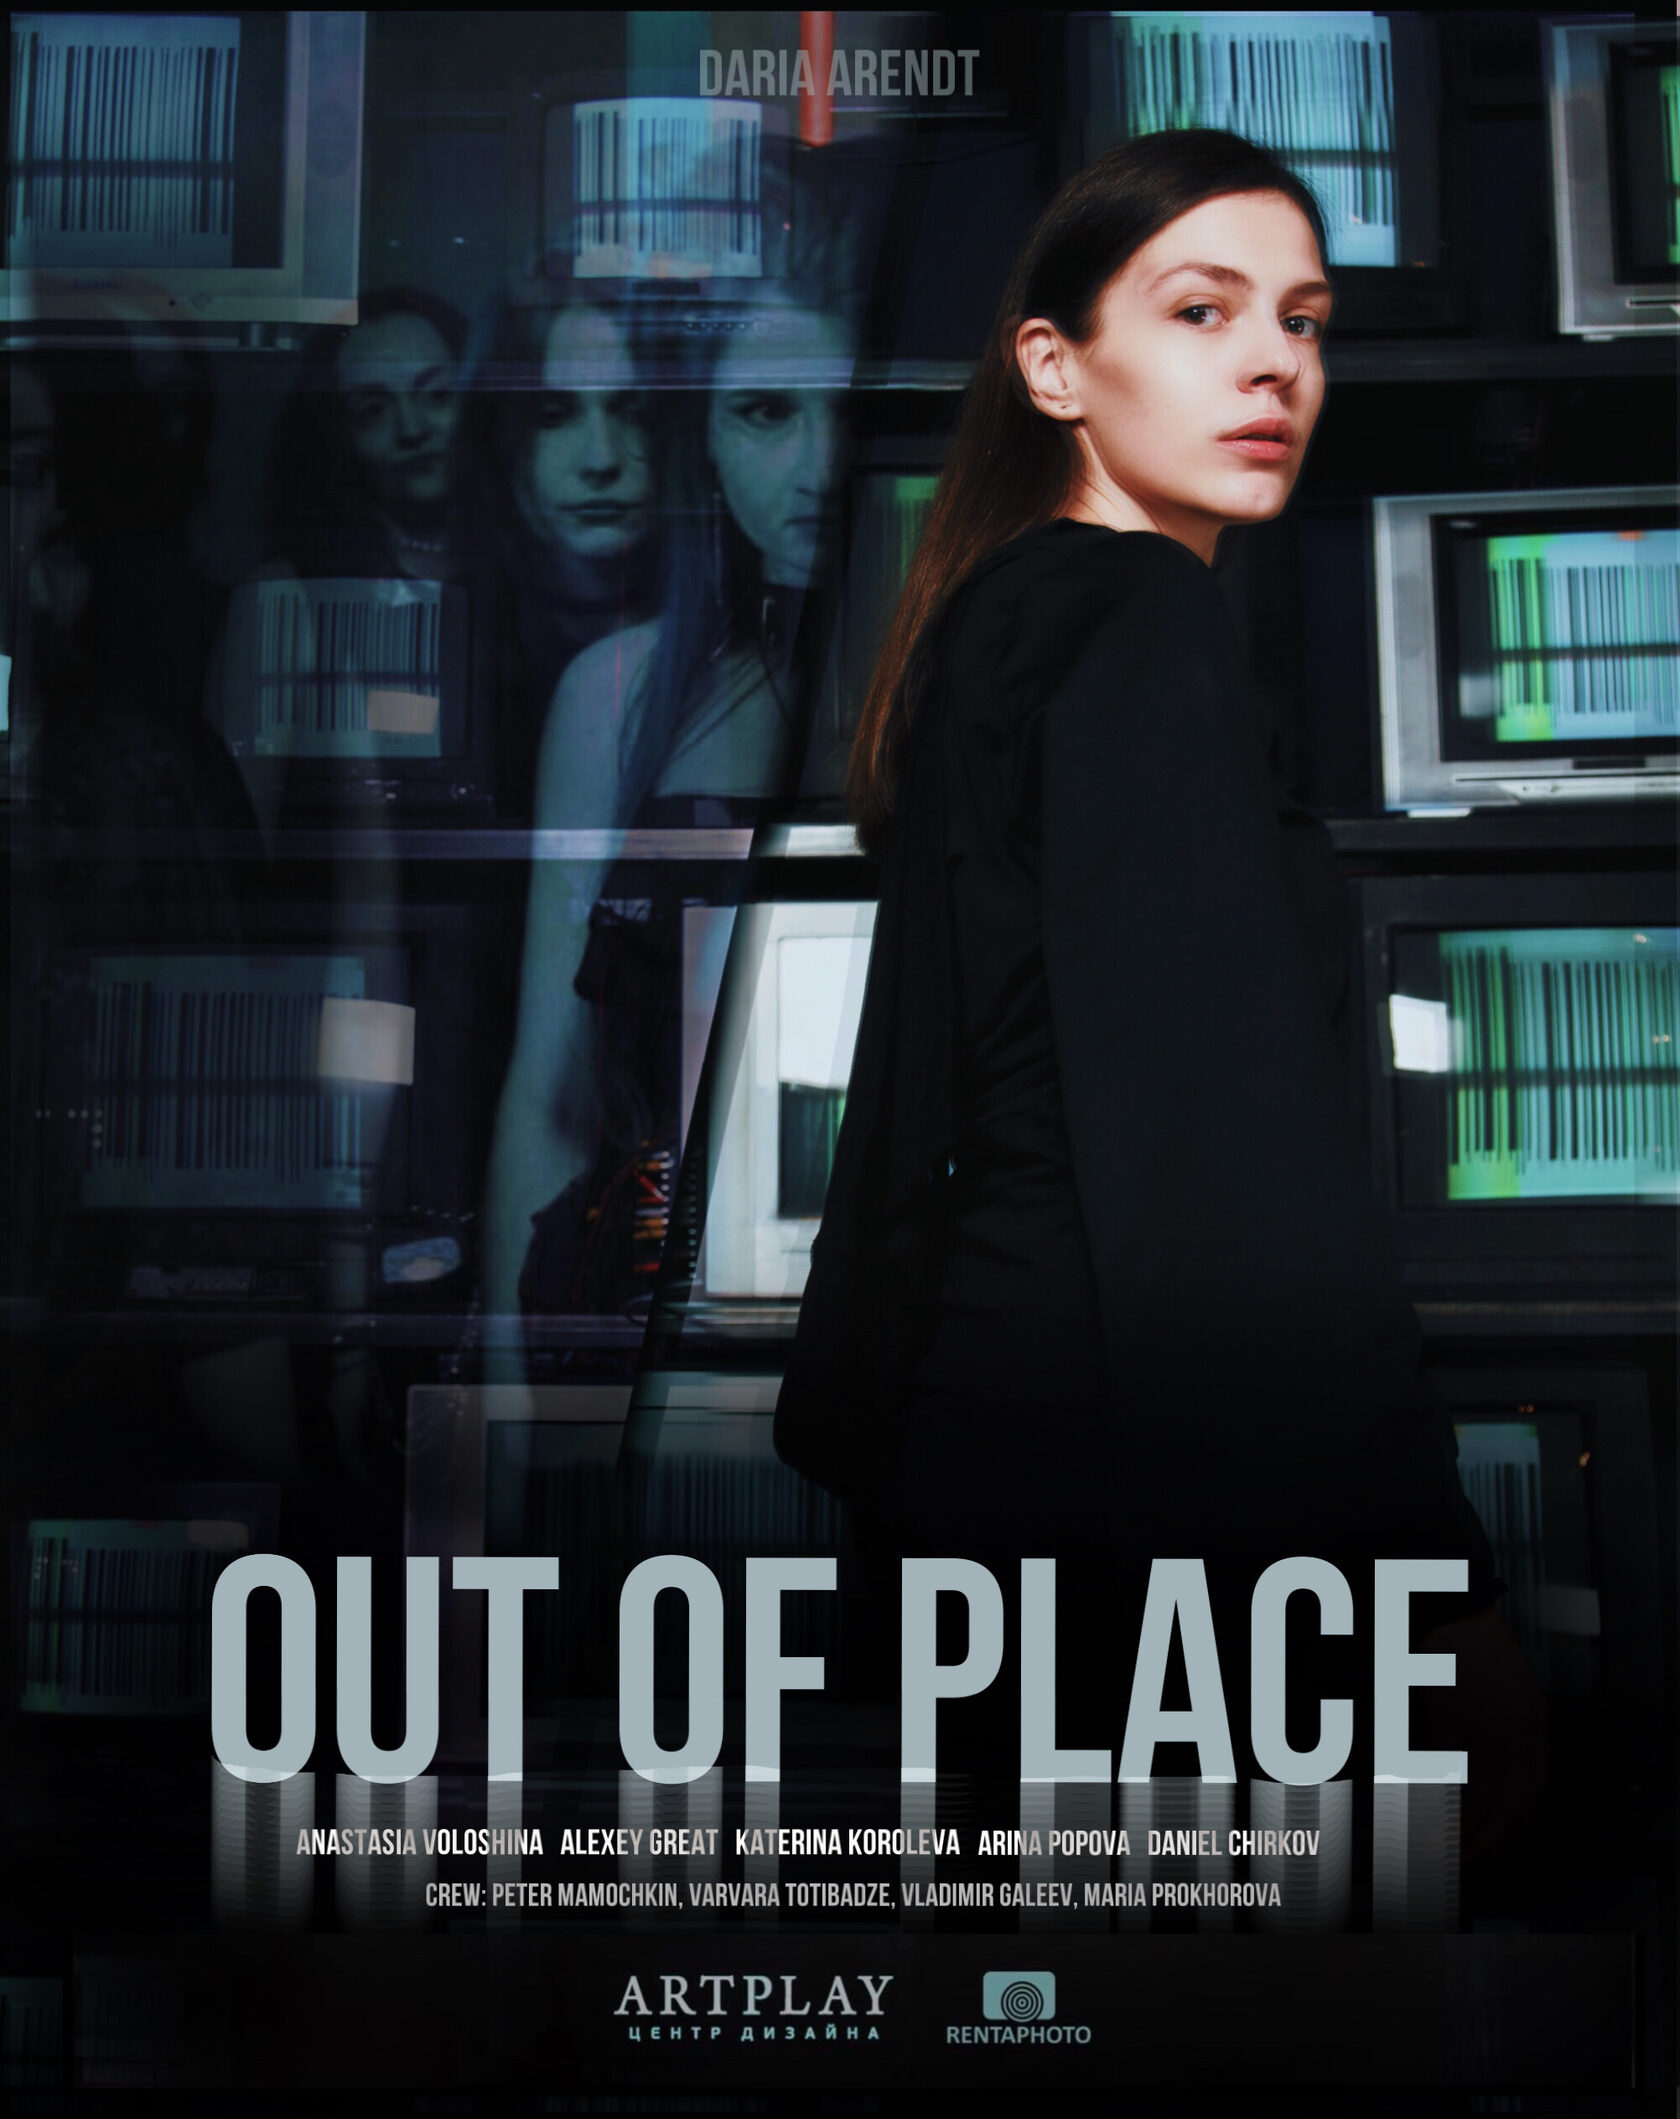 DARIA ARENDT
OUT OF PLACE
ANASTASIA VOLOSHINA ALEXEY GREAT KATERINA KOROLEVA ARINA POPOVA DANIEL CHIRKOV
CREW: PETER MAMOCHKIN, VARVARA TOTIBADZE, VLADIMIR GALEEV, MARIA PROKHOROVA
ARTPLAY
ЦЕНТР ДИЗАЙНА
RENTAPHOTO